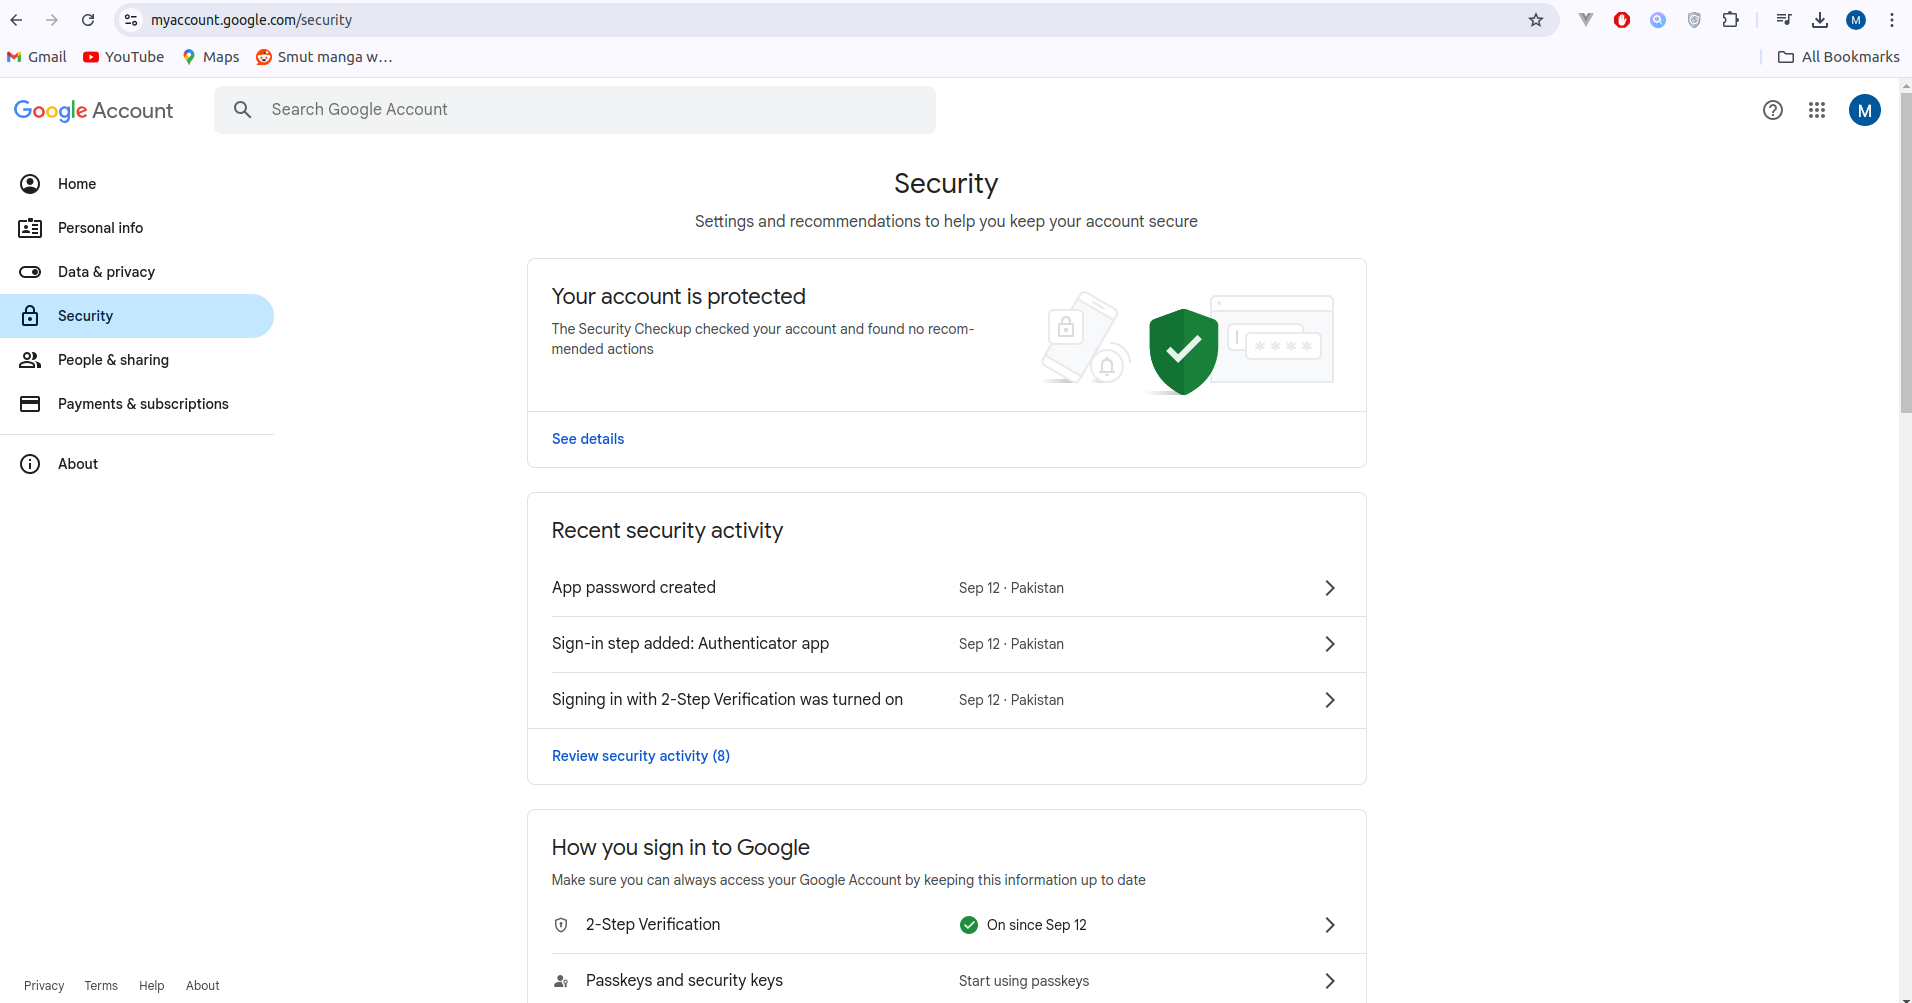 myaccount.google.com/security
M
Gmail
YouTube
Maps
Smut manga w…
All Bookmarks
Google Account
Search Google Account
M
Home
Personal info
Data & privacy
Security
People & sharing
Payments & subscriptions
About
Security
Settings and recommendations to help you keep your account secure
Your account is protected
The Security Checkup checked your account and found no recom-
mended actions
****
See details
Recent security activity
App password created
Sep 12 · Pakistan
Sign-in step added: Authenticator app
Sep 12 · Pakistan
Signing in with 2-Step Verification was turned on
Sep 12 · Pakistan
Review security activity (8)
How you sign in to Google
Make sure you can always access your Google Account by keeping this information up to date
2-Step Verification
On since Sep 12
Passkeys and security keys
Start using passkeys
Privacy
Terms
Help
About